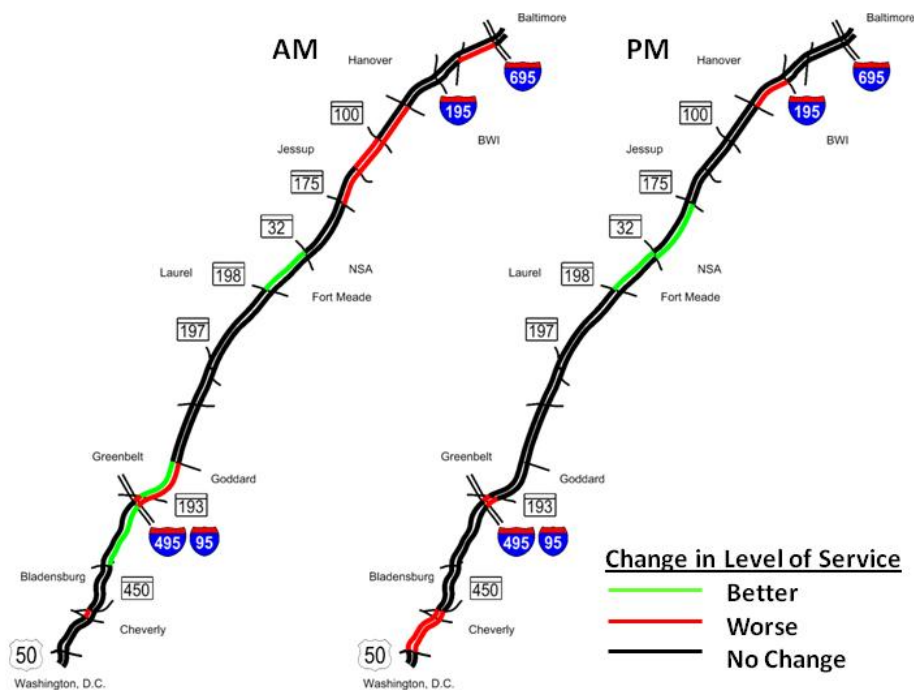 AM
Baltimore
Hanover
695
195
100
BWI
Jessup
175
32
NSA
Laurel
198
Fort Meade
197
Greenbelt
Goddard
193
495 95
Bladensburg
450
Cheverly
50
Washington, D.C.
PM
Baltimore
Hanover
695
195
100
BWI
Jessup
175
32
NSA
Laurel
198
Fort Meade
197
Greenbelt
Goddard
193
495 95
Bladensburg
450
Cheverly
50
Washington, D.C.
Change in Level of Service
Better
Worse
No Change